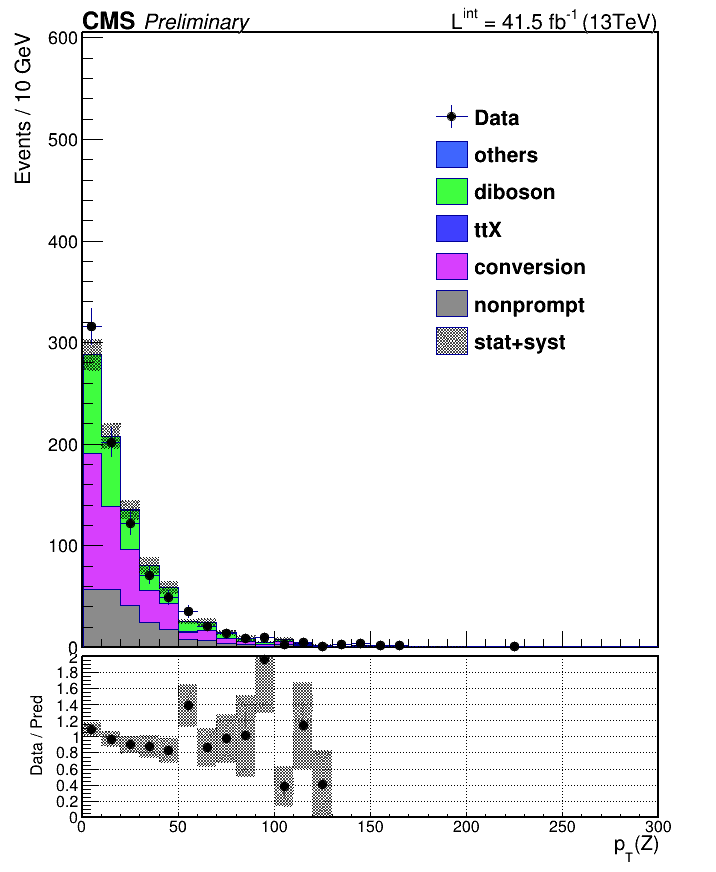 CMS Preliminary
L^int = 41.5 fb^-1 (13TeV)
Events / 10 GeV
600
500
400
300
200
100
0
Data
others
diboson
ttX
conversion
nonprompt
stat+syst
Data / Pred
2
1.8
1.6
1.4
1.2
1
0.8
0.6
0.4
0.2
0
0
50
100
150
200
250
300
p_T(Z)